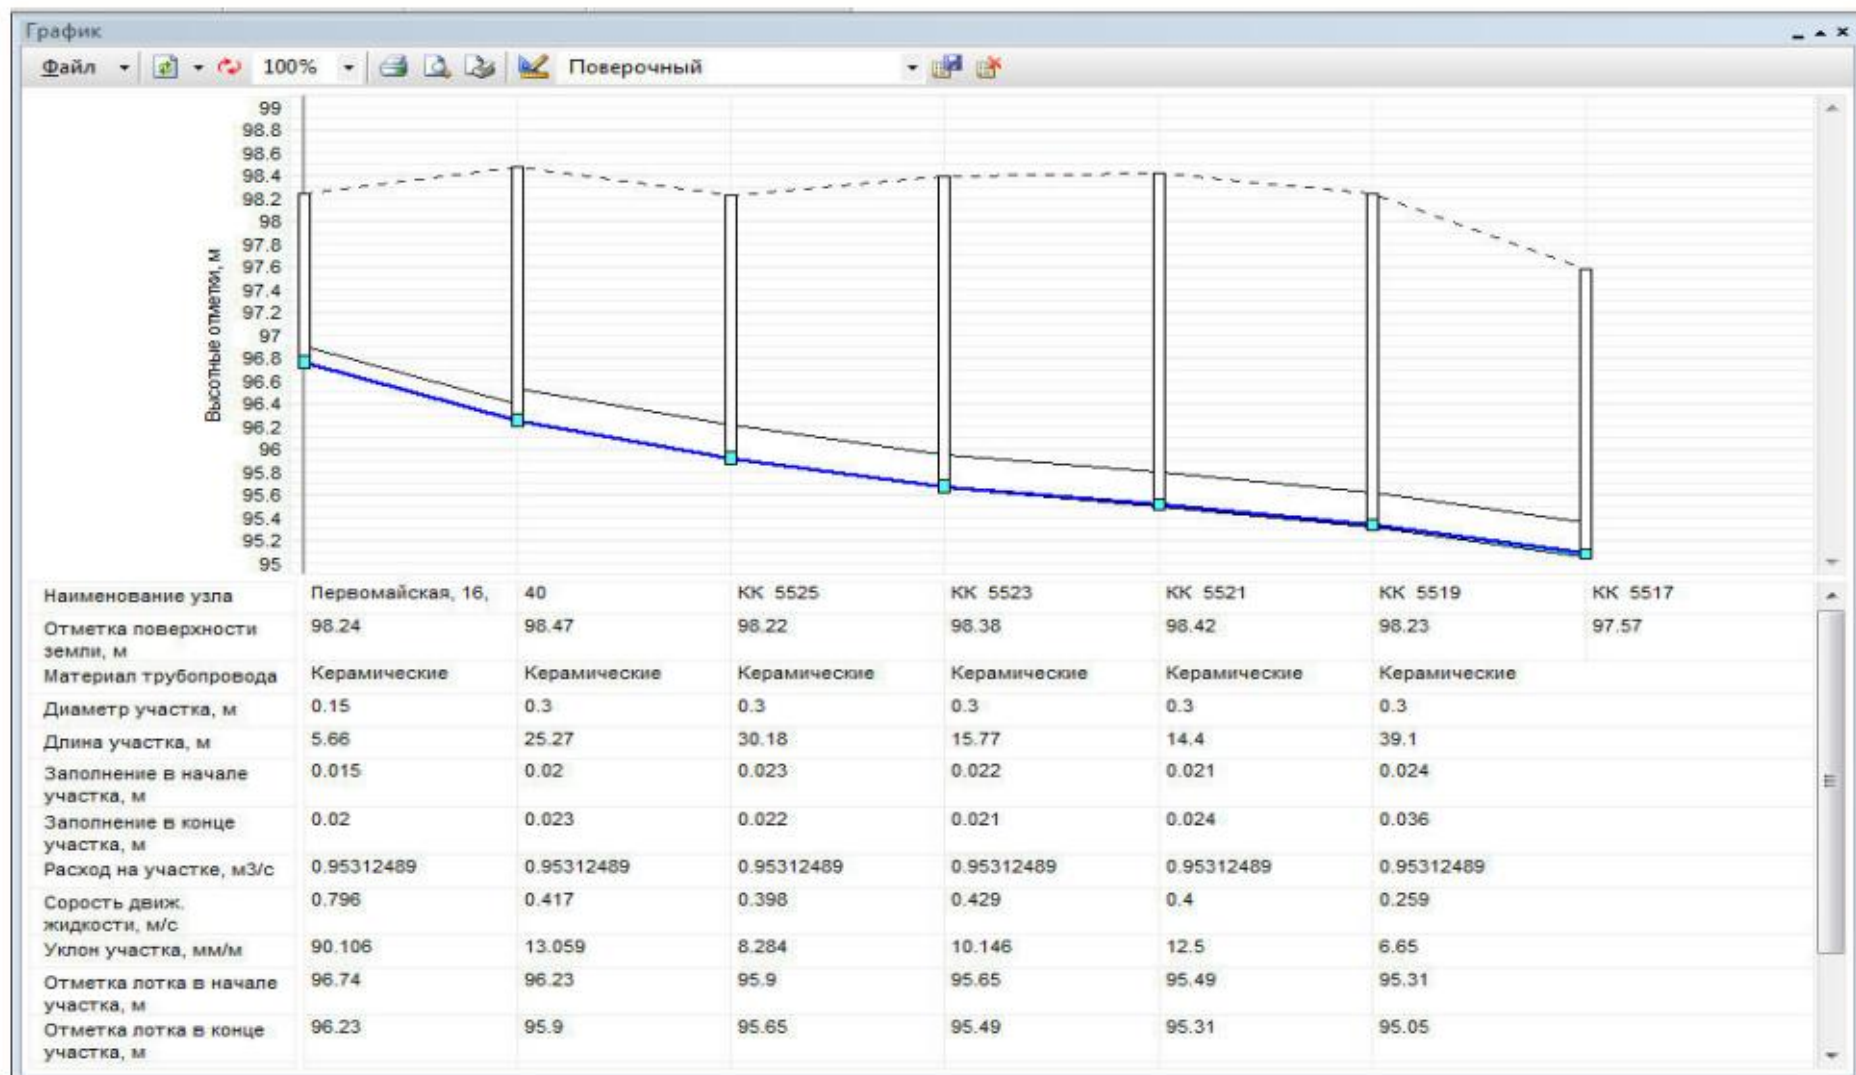 График
Файл 100% Поверочный
99
98.8
98.6
98.4
98.2
98
97.8
97.6
97.4
97.2
97
96.8
96.6
96.4
96.2
96
95.8
95.6
95.4
95.2
95
Высотные отметки, м
Наименование узла Первомайская, 16, 40 КК 5525 КК 5523 КК 5521 КК 5519 КК 5517
Отметка поверхности 98.24 98.47 98.22 98.38 98.42 98.23 97.57
земли, м
Материал трубопровода Керамические Керамические Керамические Керамические Керамические Керамические
Диаметр участка, м 0.15 0.3 0.3 0.3 0.3 0.3
Длина участка, м 5.66 25.27 30.18 15.77 14.4 39.1
Заполнение в начале 0.015 0.02 0.023 0.022 0.021 0.024
участка, м
Заполнение в конце 0.02 0.023 0.022 0.021 0.024 0.036
участка, м
Расход на участке, м3/с 0.95312489 0.95312489 0.95312489 0.95312489 0.95312489 0.95312489
Сорость движ. 0.796 0.417 0.398 0.429 0.4 0.259
жидкости, м/с
Уклон участка, мм/м 90.106 13.059 8.284 10.146 12.5 6.65
Отметка лотка в начале 96.74 96.23 95.9 95.65 95.49 95.31
участка, м
Отметка лотка в конце 96.23 95.9 95.65 95.49 95.31 95.05
участка, м